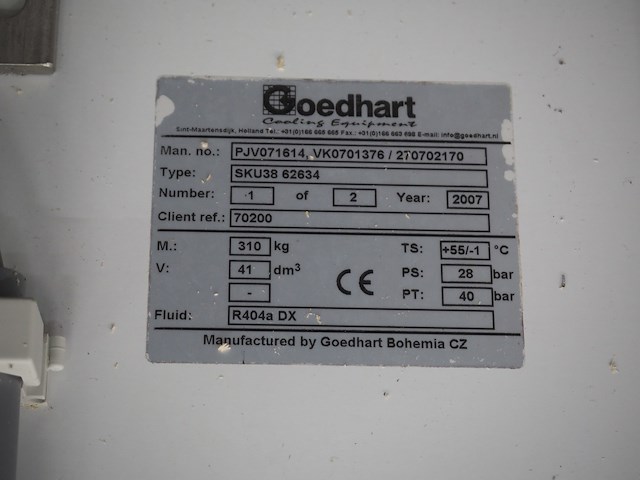 Goedhart
Cooling Equipment
Sint-Maartensdijk, Holland Tel.: +31(0)166 665 665 Fax.: +31(0)166 663 698 E-mail: info@goedhart.nl
Man. no.: PJV071614, VK0701376 / 270702170
Type: SKU38 62634
Number: 1 of 2 Year: 2007
Client ref.: 70200
M.: 310 kg TS: +55/-1 °C
V: 41 dm³ CE PS: 28 bar
- PT: 40 bar
Fluid: R404a DX
Manufactured by Goedhart Bohemia CZ